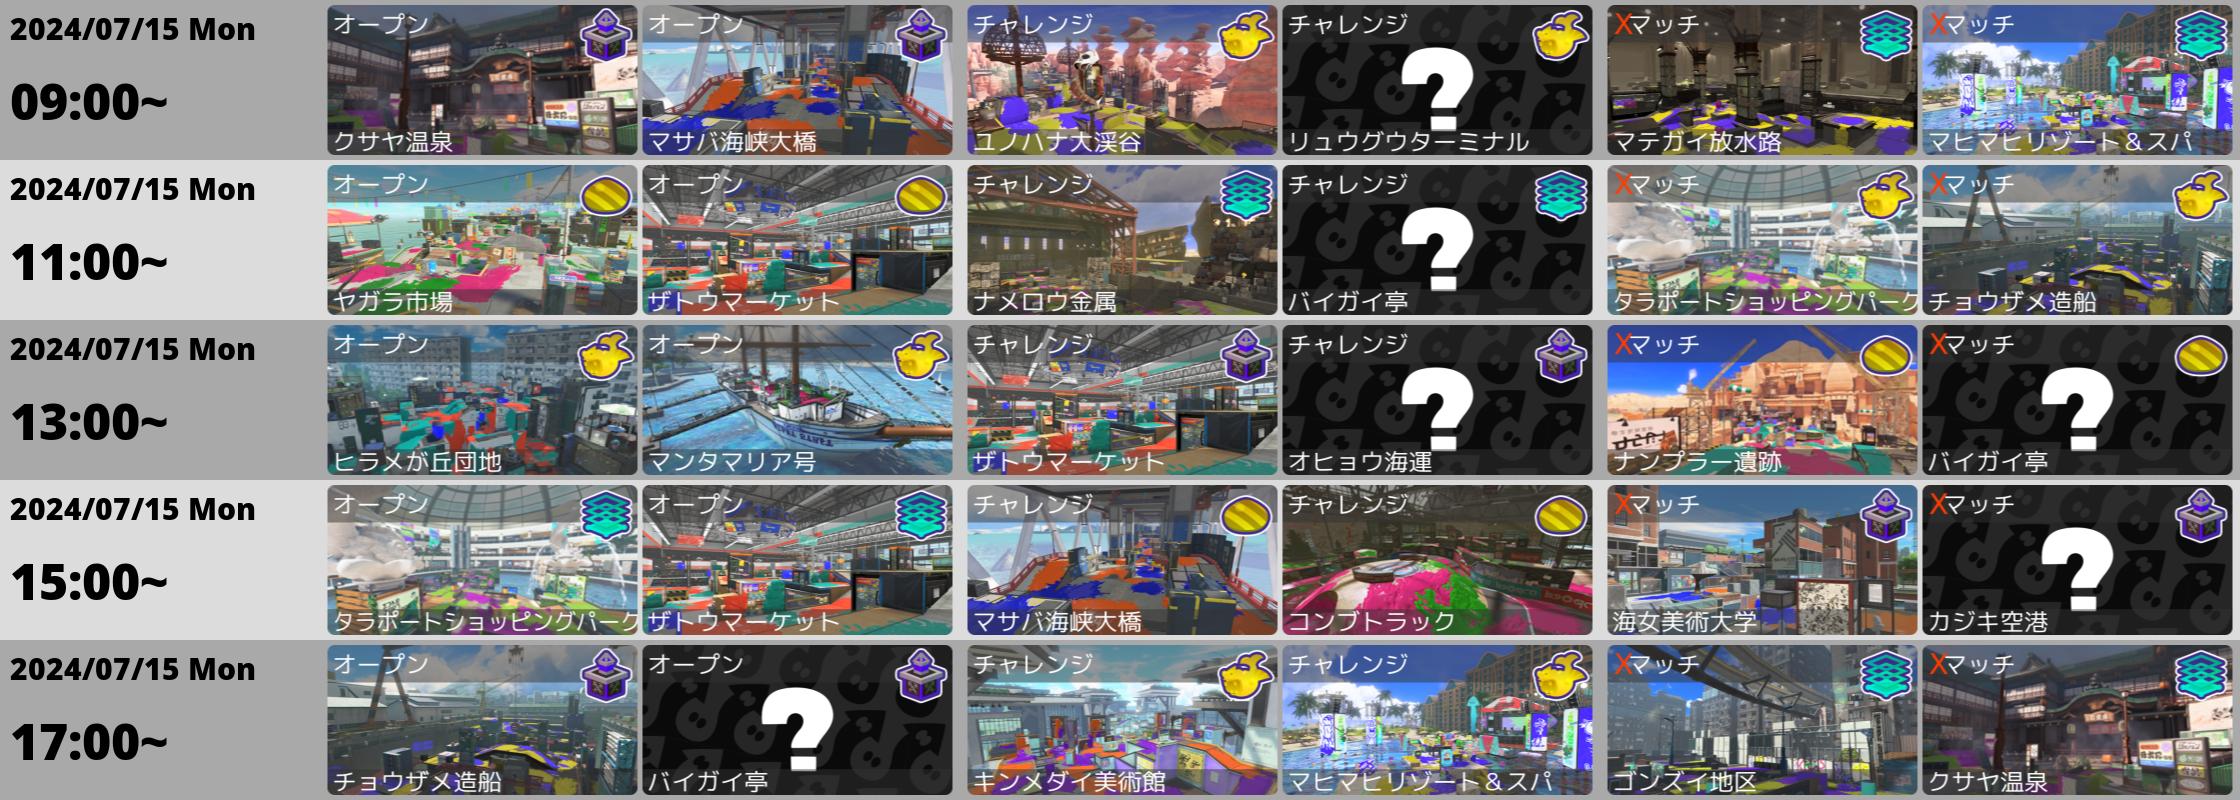 2024/07/15 Mon
09:00~
オープン
クサヤ温泉
オープン
マサバ海峡大橋
チャレンジ
ユノハナ大渓谷
チャレンジ
?
リュウグウターミナル
Xマッチ
マテガイ放水路
Xマッチ
マヒマヒリゾート＆スパ
2024/07/15 Mon
11:00~
オープン
ヤガラ市場
オープン
ザトウマーケット
チャレンジ
ナメロウ金属
チャレンジ
?
バイガイ亭
Xマッチ
タラポートショッピングパーク
Xマッチ
チョウザメ造船
2024/07/15 Mon
13:00~
オープン
ヒラメが丘団地
オープン
マンタマリア号
チャレンジ
ザトウマーケット
チャレンジ
?
オヒョウ海運
Xマッチ
ナンプラー遺跡
Xマッチ
?
バイガイ亭
2024/07/15 Mon
15:00~
オープン
タラポートショッピングパーク
オープン
ザトウマーケット
チャレンジ
マサバ海峡大橋
チャレンジ
コンブトラック
Xマッチ
海女美術大学
Xマッチ
?
カジキ空港
2024/07/15 Mon
17:00~
オープン
チョウザメ造船
オープン
?
バイガイ亭
チャレンジ
キンメダイ美術館
チャレンジ
マヒマヒリゾート＆スパ
Xマッチ
ゴンズイ地区
Xマッチ
クサヤ温泉